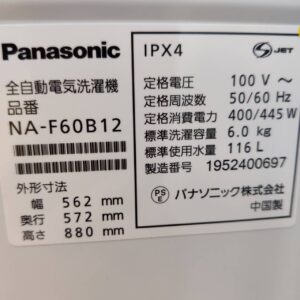 Panasonic
全自動電気洗濯機
品番
NA-F60B12
外形寸法
幅 562 mm
奥行 572 mm
高さ 880 mm
IPX4
S-JET
定格電圧 100 V ～
定格周波数 50/60 Hz
定格消費電力 400/445 W
標準洗濯容量 6.0 kg
標準使用水量 116 L
製造番号 1952400697
PS E パナソニック株式会社
中国製